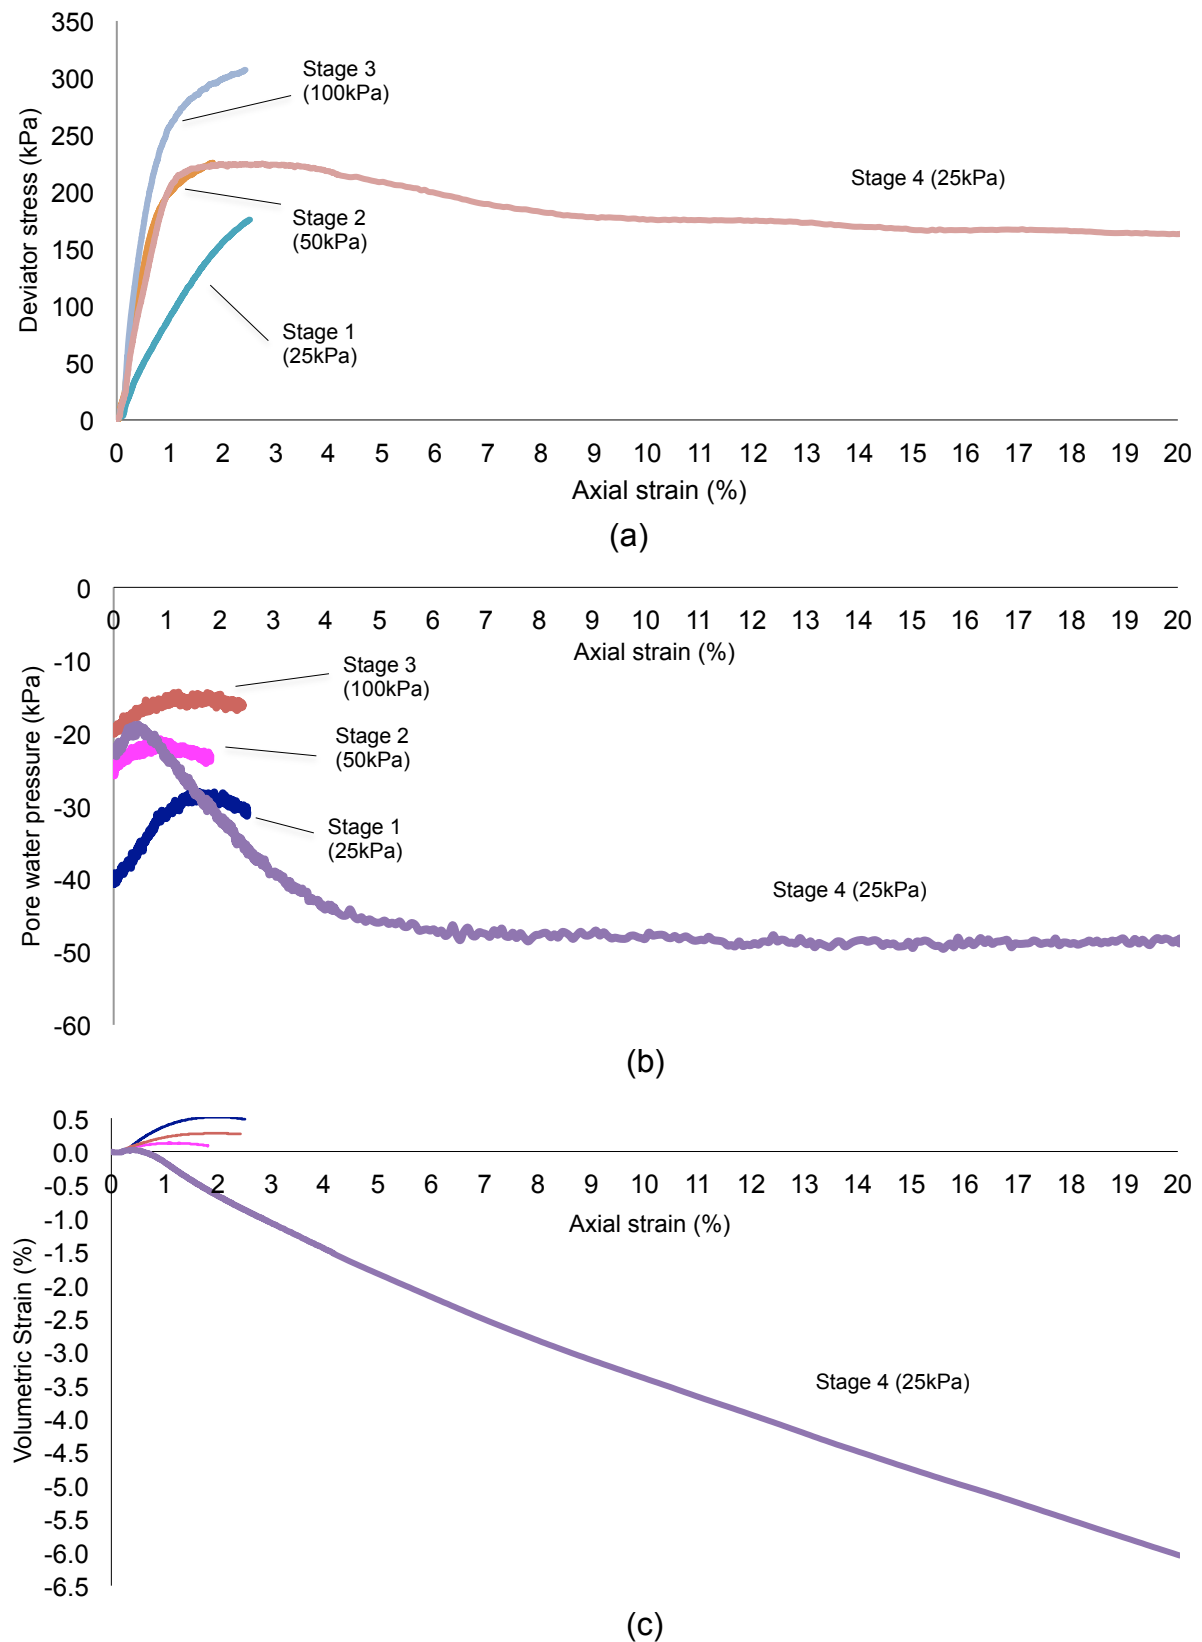 350
300
250
200
150
100
50
0
Deviator stress (kPa)
Stage 3
(100kPa)
Stage 4 (25kPa)
Stage 2
(50kPa)
Stage 1
(25kPa)
0 1 2 3 4 5 6 7 8 9 10 11 12 13 14 15 16 17 18 19 20
Axial strain (%)
(a)
0
-10
-20
-30
-40
-50
-60
Pore water pressure (kPa)
0 1 2 3 4 5 6 7 8 9 10 11 12 13 14 15 16 17 18 19 20
Axial strain (%)
Stage 3
(100kPa)
Stage 2
(50kPa)
Stage 1
(25kPa)
Stage 4 (25kPa)
(b)
0.5
0.0
-0.5
-1.0
-1.5
-2.0
-2.5
-3.0
-3.5
-4.0
-4.5
-5.0
-5.5
-6.0
-6.5
Volumetric Strain (%)
0 1 2 3 4 5 6 7 8 9 10 11 12 13 14 15 16 17 18 19 20
Axial strain (%)
Stage 4 (25kPa)
(c)